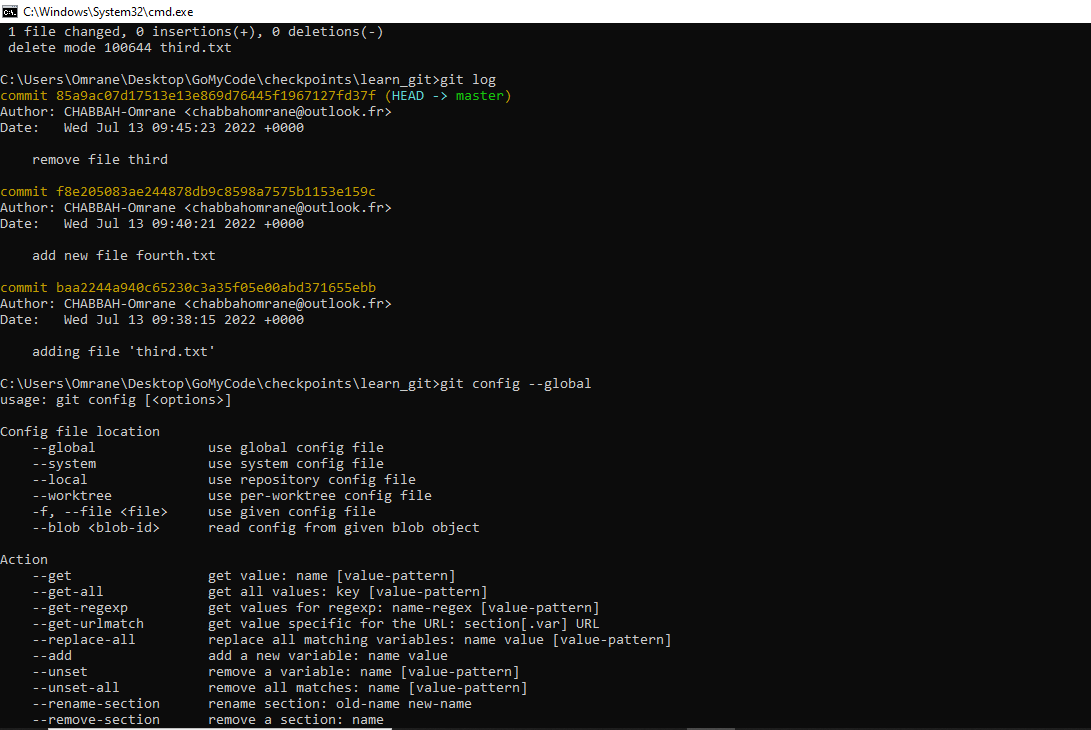 C:\Windows\System32\cmd.exe
 1 file changed, 0 insertions(+), 0 deletions(-)
 delete mode 100644 third.txt

C:\Users\Omrane\Desktop\GoMyCode\checkpoints\learn_git>git log
commit 85a9ac07d17513e13e869d76445f1967127fd37f (HEAD -> master)
Author: CHABBAH-Omrane <chabbahomrane@outlook.fr>
Date:   Wed Jul 13 09:45:23 2022 +0000

    remove file third

commit f8e205083ae244878db9c8598a7575b1153e159c
Author: CHABBAH-Omrane <chabbahomrane@outlook.fr>
Date:   Wed Jul 13 09:40:21 2022 +0000

    add new file fourth.txt

commit baa2244a940c65230c3a35f05e00abd371655ebb
Author: CHABBAH-Omrane <chabbahomrane@outlook.fr>
Date:   Wed Jul 13 09:38:15 2022 +0000

    adding file 'third.txt'

C:\Users\Omrane\Desktop\GoMyCode\checkpoints\learn_git>git config --global
usage: git config [<options>]

Config file location
    --global              use global config file
    --system              use system config file
    --local               use repository config file
    --worktree            use per-worktree config file
    -f, --file <file>     use given config file
    --blob <blob-id>      read config from given blob object

Action
    --get                 get value: name [value-pattern]
    --get-all             get all values: key [value-pattern]
    --get-regexp          get values for regexp: name-regex [value-pattern]
    --get-urlmatch        get value specific for the URL: section[.var] URL
    --replace-all         replace all matching variables: name value [value-pattern]
    --add                 add a new variable: name value
    --unset               remove a variable: name [value-pattern]
    --unset-all           remove all matches: name [value-pattern]
    --rename-section      rename section: old-name new-name
    --remove-section      remove a section: name